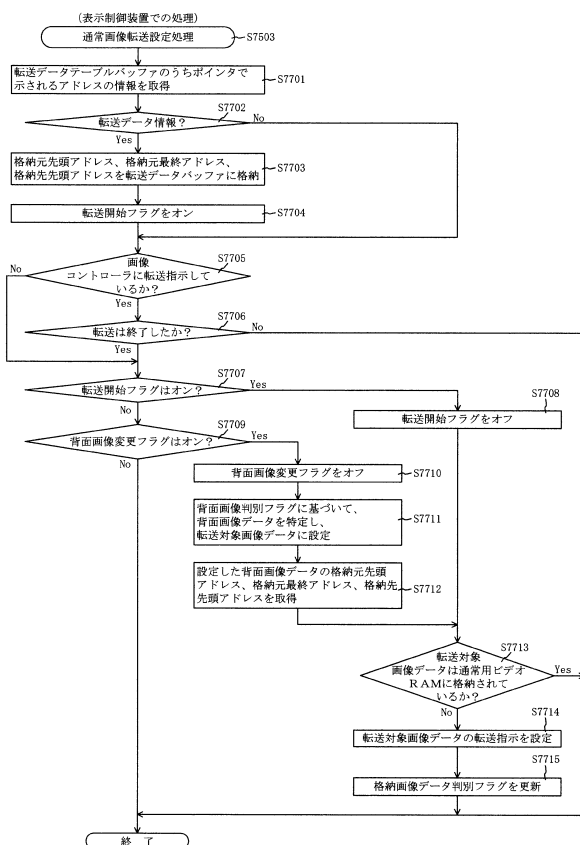 (表示制御装置での処理)
通常画像転送設定処理
S7503
転送データテーブルバッファのうちポインタで
示されるアドレスの情報を取得
S7701
転送データ情報？
S7702
No
Yes
格納元先頭アドレス、格納元最終アドレス、
格納先先頭アドレスを転送データバッファに格納
S7703
転送開始フラグをオン
S7704
画像
コントローラに転送指示して
いるか？
S7705
No
Yes
転送は終了したか？
S7706
No
Yes
転送開始フラグはオン？
S7707
Yes
No
転送開始フラグをオフ
S7708
背面画像変更フラグはオン？
S7709
Yes
No
背面画像変更フラグをオフ
S7710
背面画像判別フラグに基づいて、
背面画像データを特定し、
転送対象画像データに設定
S7711
設定した背面画像データの格納元先頭
アドレス、格納元最終アドレス、格納先
先頭アドレスを取得
S7712
転送対象
画像データは通常用ビデオ
RAMに格納されて
いるか？
S7713
Yes
No
転送対象画像データの転送指示を設定
S7714
格納画像データ判別フラグを更新
S7715
終 了